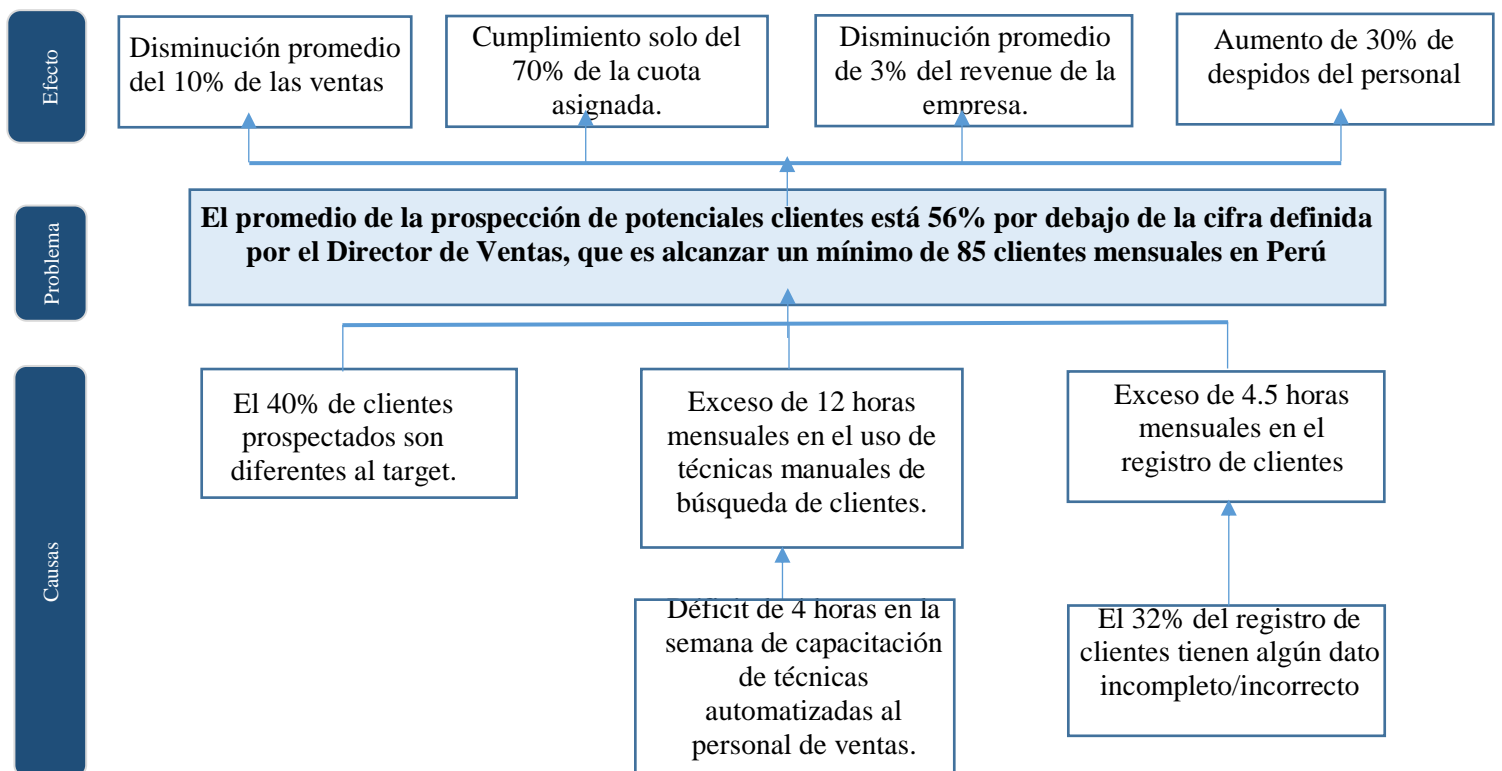 Efecto
Disminución promedio
del 10% de las ventas
Cumplimiento solo del
70% de la cuota
asignada.
Disminución promedio
de 3% del revenue de la
empresa.
Aumento de 30% de
despidos del personal
Problema
El promedio de la prospección de potenciales clientes está 56% por debajo de la cifra definida
por el Director de Ventas, que es alcanzar un mínimo de 85 clientes mensuales en Perú
Causas
El 40% de clientes
prospectados son
diferentes al target.
Exceso de 12 horas
mensuales en el uso de
técnicas manuales de
búsqueda de clientes.
Exceso de 4.5 horas
mensuales en el
registro de clientes
Déficit de 4 horas en la
semana de capacitación
de técnicas
automatizadas al
personal de ventas.
El 32% del registro de
clientes tienen algún dato
incompleto/incorrecto